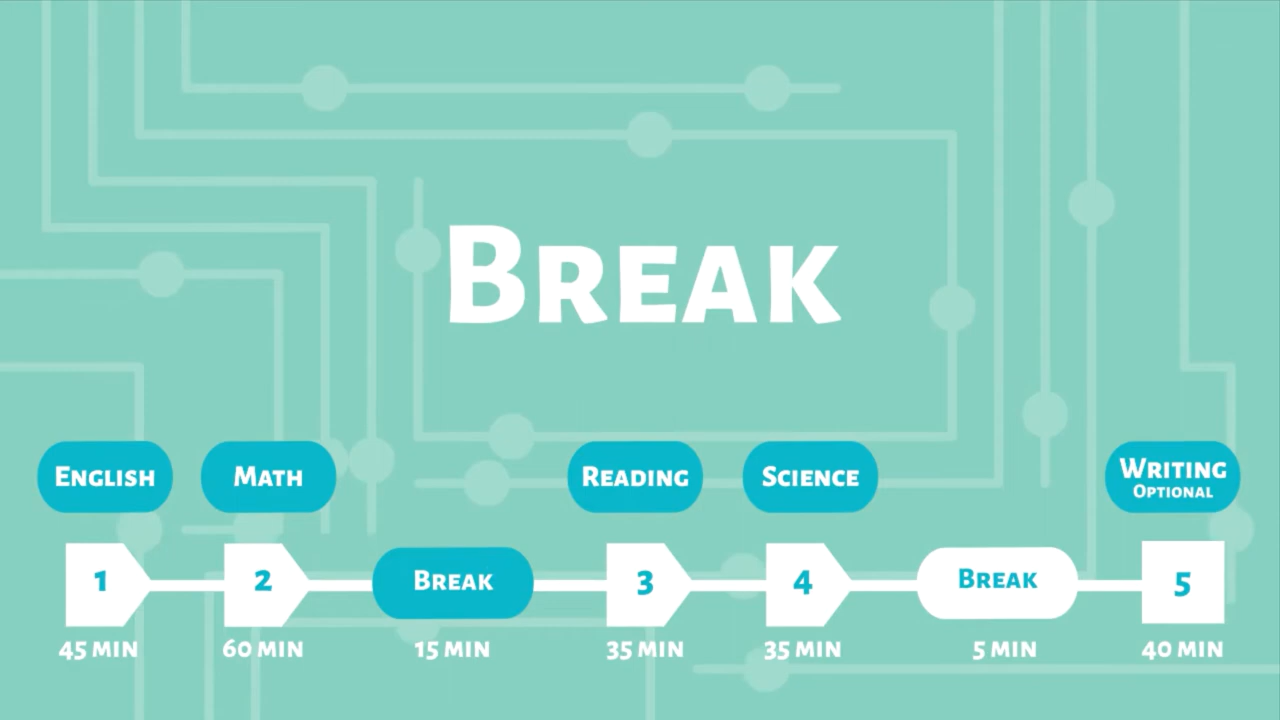 Break
English
Math
Reading
Science
Writing
Optional
1
2
Break
3
4
Break
5
45 min
60 min
15 min
35 min
35 min
5 min
40 min